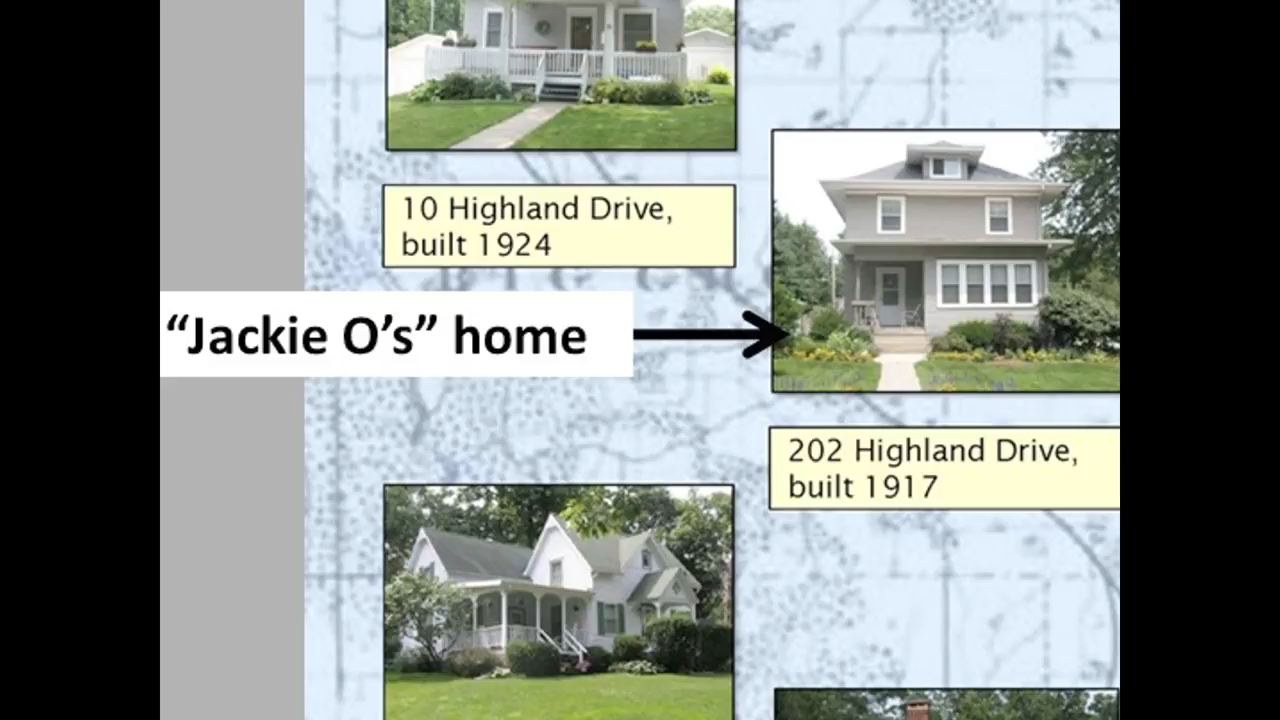 10 Highland Drive,
built 1924
“Jackie O’s” home
202 Highland Drive,
built 1917